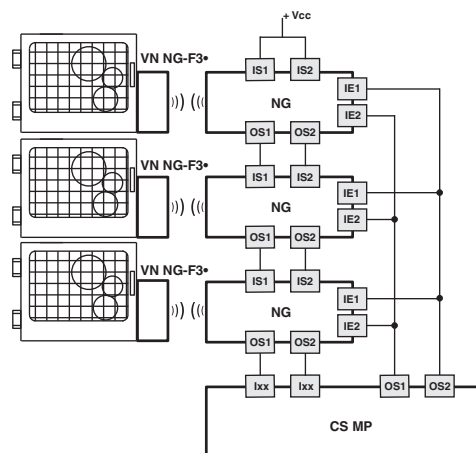 + Vcc
VN NG-F3•
IS1 IS2
IE1
NG
IE2
OS1 OS2
VN NG-F3•
IS1 IS2
IE1
NG
IE2
OS1 OS2
VN NG-F3•
IS1 IS2
IE1
NG
IE2
OS1 OS2
Ixx Ixx OS1 OS2
CS MP